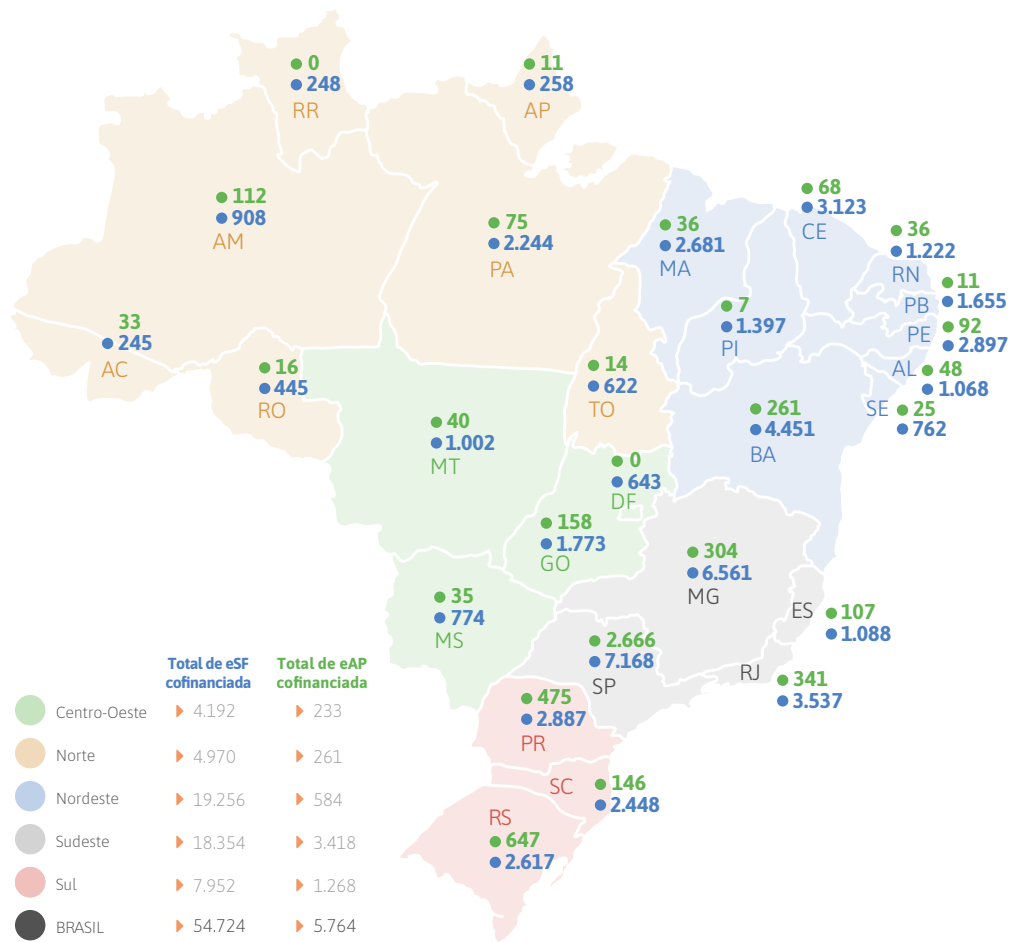 0
248
RR
11
258
AP
112
908
AM
75
2.244
PA
36
2.681
MA
68
3.123
CE
36
1.222
RN
11
1.655
PB
92
2.897
PE
7
1.397
PI
48
1.068
AL
25
762
SE
33
245
AC
16
445
RO
14
622
TO
261
4.451
BA
40
1.002
MT
0
643
DF
158
1.773
GO
304
6.561
MG
107
1.088
ES
35
774
MS
2.666
7.168
SP
341
3.537
RJ
475
2.887
PR
146
2.448
SC
RS
647
2.617
Total de eSF Total de eAP
cofinanciada cofinanciada
Centro-Oeste 4.192 233
Norte 4.970 261
Nordeste 19.256 584
Sudeste 18.354 3.418
Sul 7.952 1.268
BRASIL 54.724 5.764